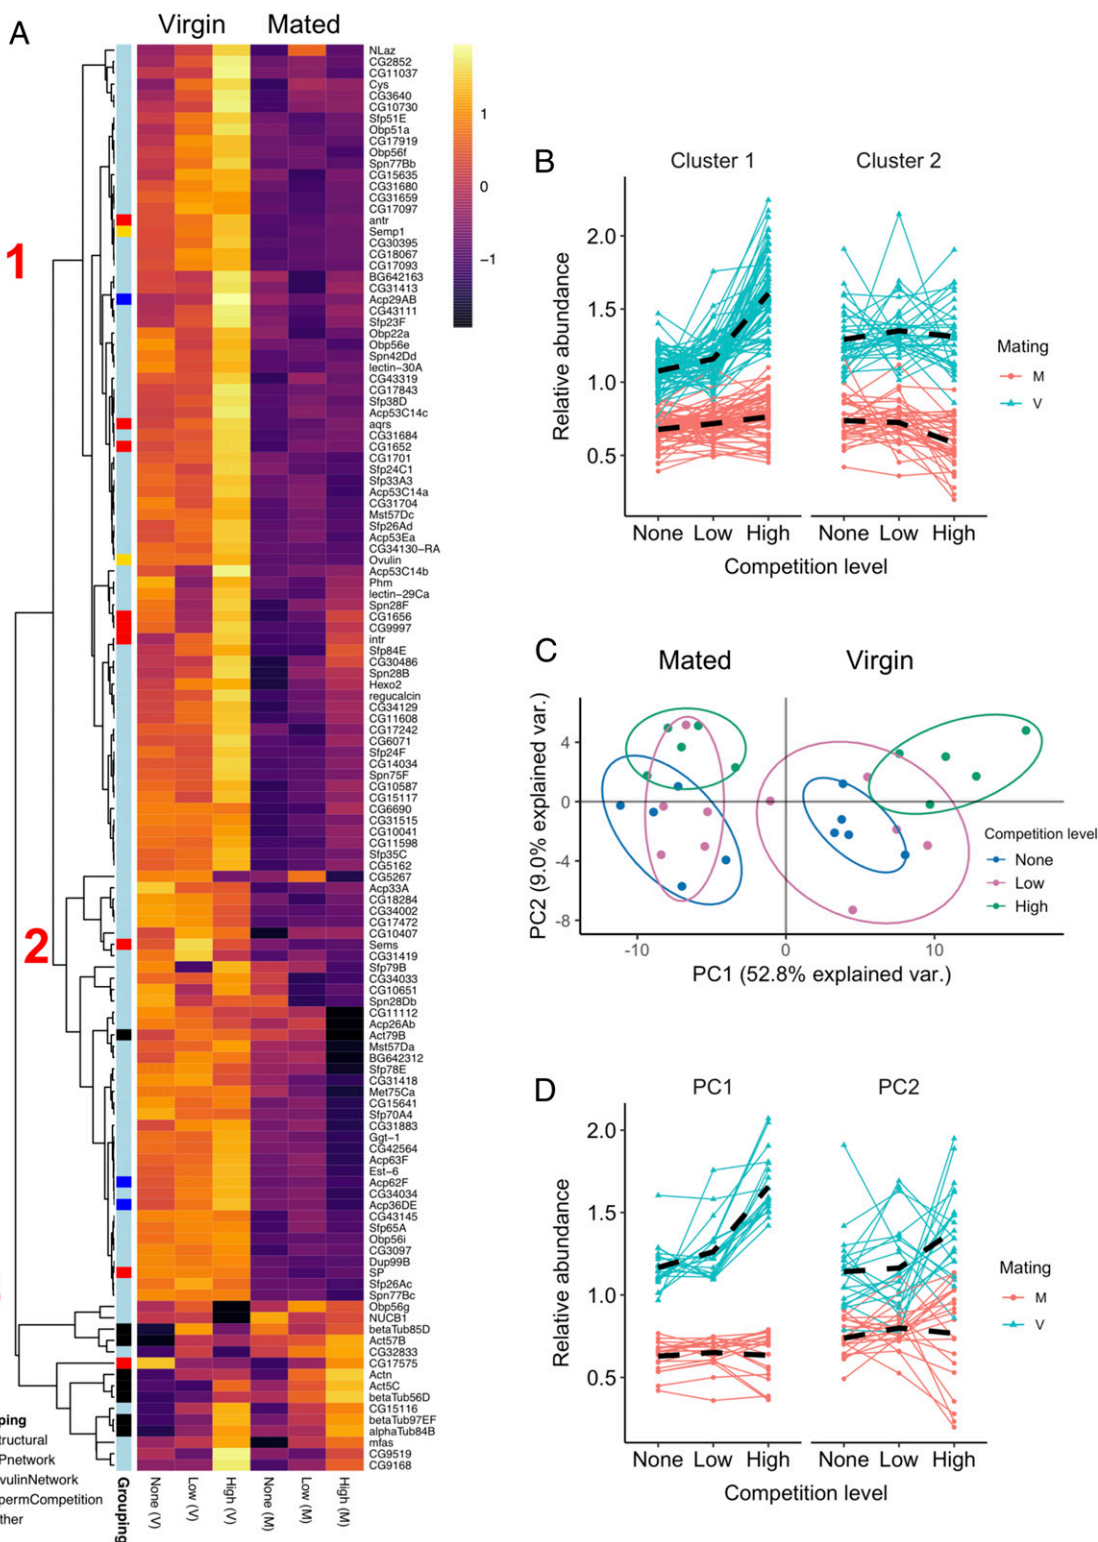 A
Virgin Mated
NLaz
CG2852
CG11037
Cys
CG3640
CG10730
Sfp51E
Obp51a
CG17919
Obp56f
Spn77Bb
CG15635
CG31680
CG31659
CG17097
antr
Semp1
CG30395
CG18067
CG17093
BG642163
CG31413
Acp29AB
CG43111
Sfp23F
Obp22a
Obp56e
Spn42Dd
lectin-30A
CG43319
CG17843
Sfp38D
Acp53C14c
aqrs
CG31684
CG1652
CG1701
Sfp24C1
Sfp33A3
Acp53C14a
CG31704
Mst57Dc
Sfp26Ad
Acp53Ea
CG34130-RA
Ovulin
Acp53C14b
Phm
lectin-29Ca
Spn28F
CG1656
CG9997
intr
Sfp84E
CG30486
Spn28B
Hexo2
regucalcin
CG34129
CG11608
CG17242
CG6071
Sfp24F
CG14034
Spn75F
CG10587
CG15117
CG6690
CG31515
CG10041
CG11598
Sfp35C
CG5162
CG5267
Acp33A
CG18284
CG34002
CG17472
CG10407
Sems
CG31419
Sfp79B
CG34033
CG10651
Spn28Db
CG11112
Acp26Ab
Act79B
Mst57Da
BG642312
Sfp78E
CG31418
Met75Ca
CG15641
Sfp70A4
CG31883
Ggt-1
CG42564
Acp63F
Est-6
Acp62F
CG34034
Acp36DE
CG43145
Sfp65A
Obp56i
CG3097
Dup99B
SP
Sfp26Ac
Spn77Bc
Obp56g
NUCB1
betaTub85D
Act57B
CG32833
CG17575
Actn
Act5C
betaTub56D
CG15116
betaTub97EF
alphaTub84B
mfas
CG9519
CG9168
1
2
1
0
-1
ping
tructural
Pnetwork
vulinNetwork
permCompetition
ther
Grouping
None (V)
Low (V)
High (V)
None (M)
Low (M)
High (M)
B
Cluster 1 Cluster 2
Relative abundance
2.0
1.5
1.0
0.5
None Low High None Low High
Competition level
Mating
M
V
C
Mated Virgin
PC2 (9.0% explained var.)
4
0
-4
-8
-10 0 10
PC1 (52.8% explained var.)
Competition level
None
Low
High
D
PC1 PC2
Relative abundance
2.0
1.5
1.0
0.5
None Low High None Low High
Competition level
Mating
M
V